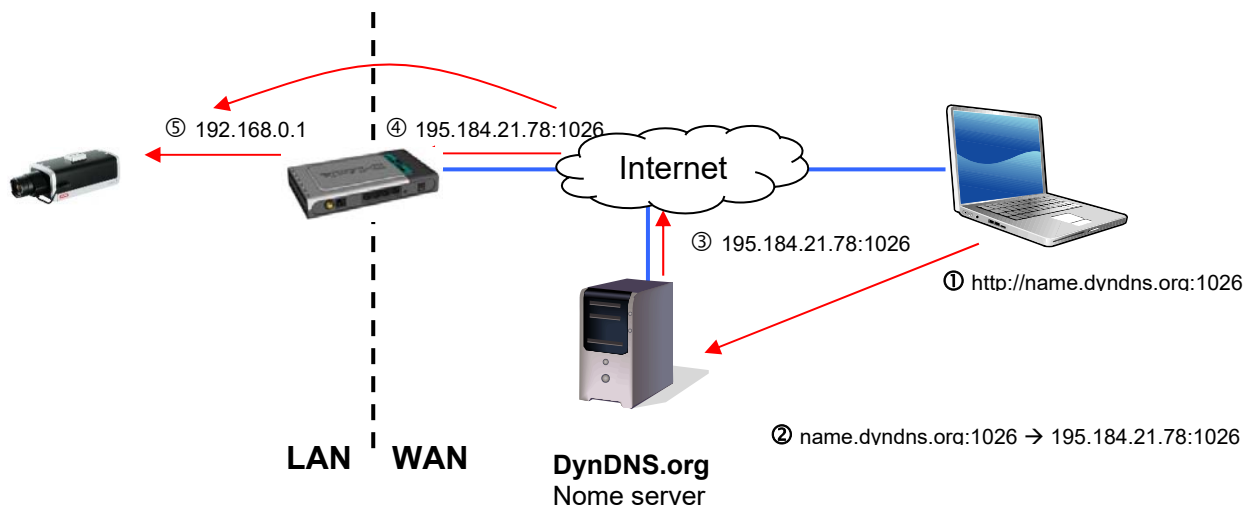 ⑤ 192.168.0.1
④ 195.184.21.78:1026
Internet
③ 195.184.21.78:1026
① http://name.dyndns.org:1026
② name.dyndns.org:1026 → 195.184.21.78:1026
LAN WAN
DynDNS.org
Nome server